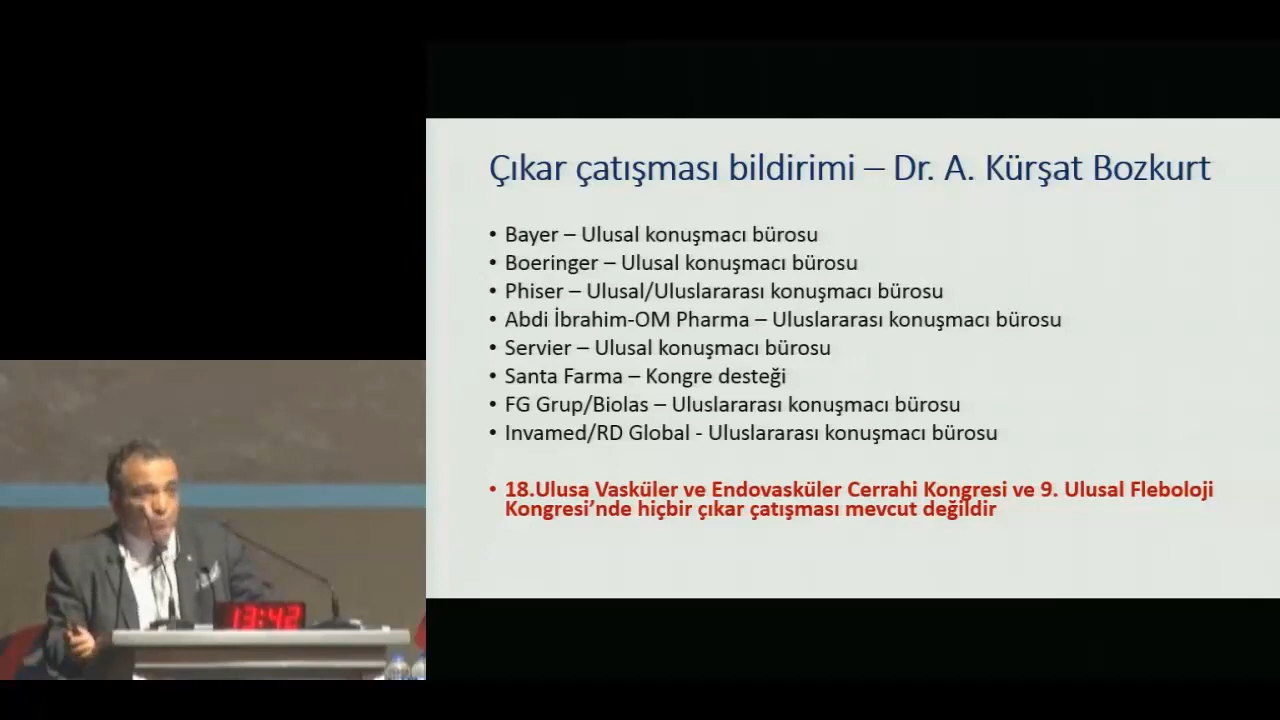 Çıkar çatışması bildirimi – Dr. A. Kürşat Bozkurt
• Bayer – Ulusal konuşmacı bürosu
• Boeringer – Ulusal konuşmacı bürosu
• Phiser – Ulusal/Uluslararası konuşmacı bürosu
• Abdi İbrahim-OM Pharma – Uluslararası konuşmacı bürosu
• Servier – Ulusal konuşmacı bürosu
• Santa Farma – Kongre desteği
• FG Grup/Biolas – Uluslararası konuşmacı bürosu
• Invamed/RD Global - Uluslararası konuşmacı bürosu
• 18.Ulusa Vasküler ve Endovasküler Cerrahi Kongresi ve 9. Ulusal Fleboloji
Kongresi’nde hiçbir çıkar çatışması mevcut değildir
13:42